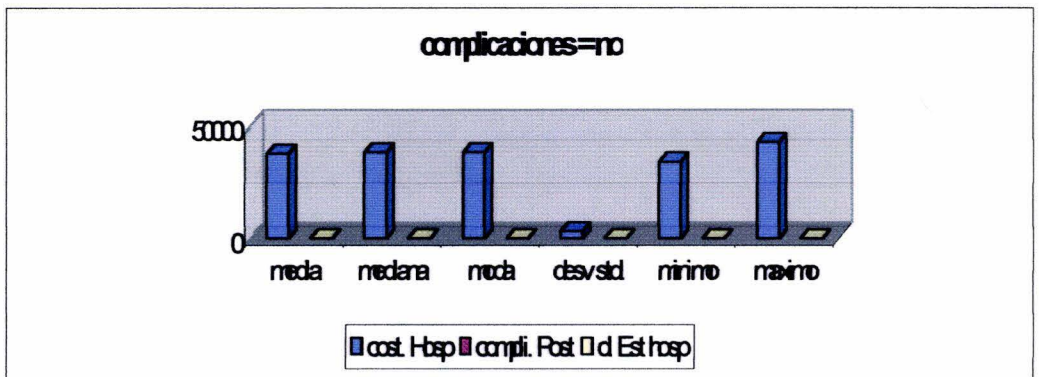 complicaciones=no
50000
0
media mediana moda desv std. minimo maximo
cost. Hosp compli. Post d. Est hosp